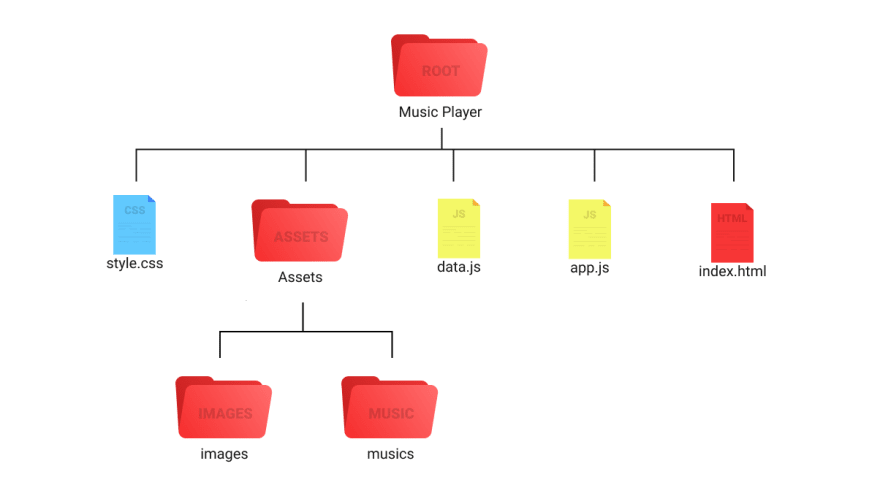 ROOT
Music Player
CSS
style.css
ASSETS
Assets
JS
data.js
JS
app.js
HTML
index.html
IMAGES
images
MUSIC
musics